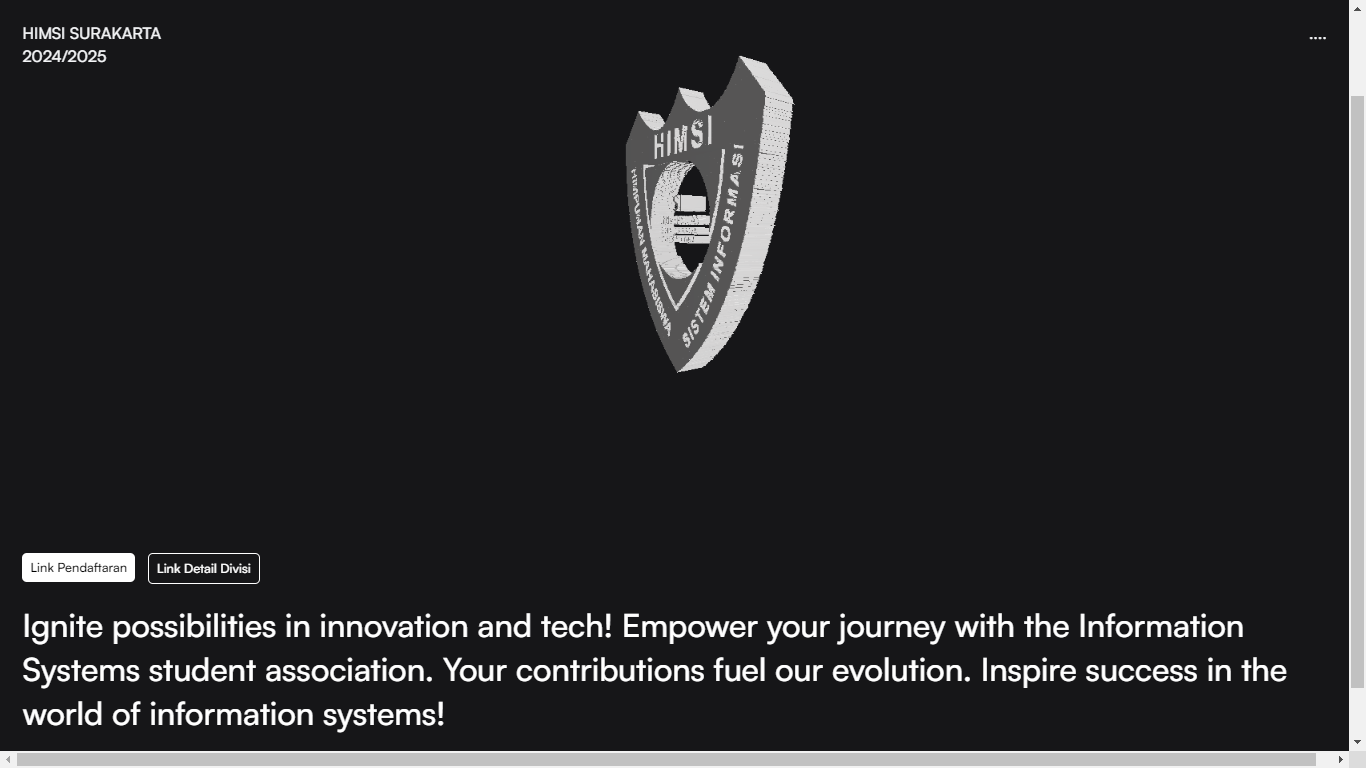 HIMSI SURAKARTA
2024/2025
....
HIMSI
HIMPUNAN MAHASISWA
SISTEM INFORMASI
Link Pendaftaran
Link Detail Divisi
Ignite possibilities in innovation and tech! Empower your journey with the Information
Systems student association. Your contributions fuel our evolution. Inspire success in the
world of information systems!